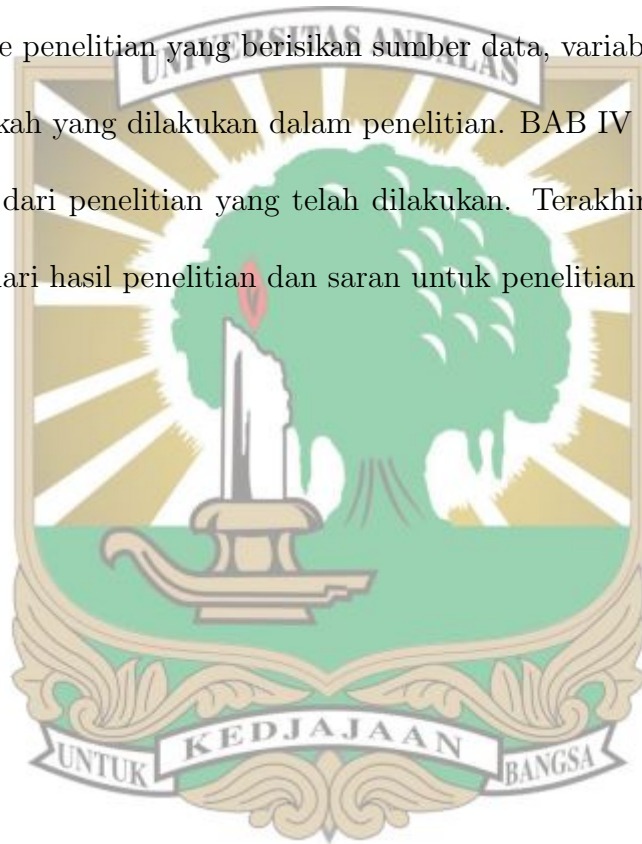 UNIVERSITAS ANDALAS
e penelitian yang berisikan sumber data, variab
kah yang dilakukan dalam penelitian. BAB IV
dari penelitian yang telah dilakukan. Terakhir
ari hasil penelitian dan saran untuk penelitian
UNTUK KEDJAJAAN BANGSA